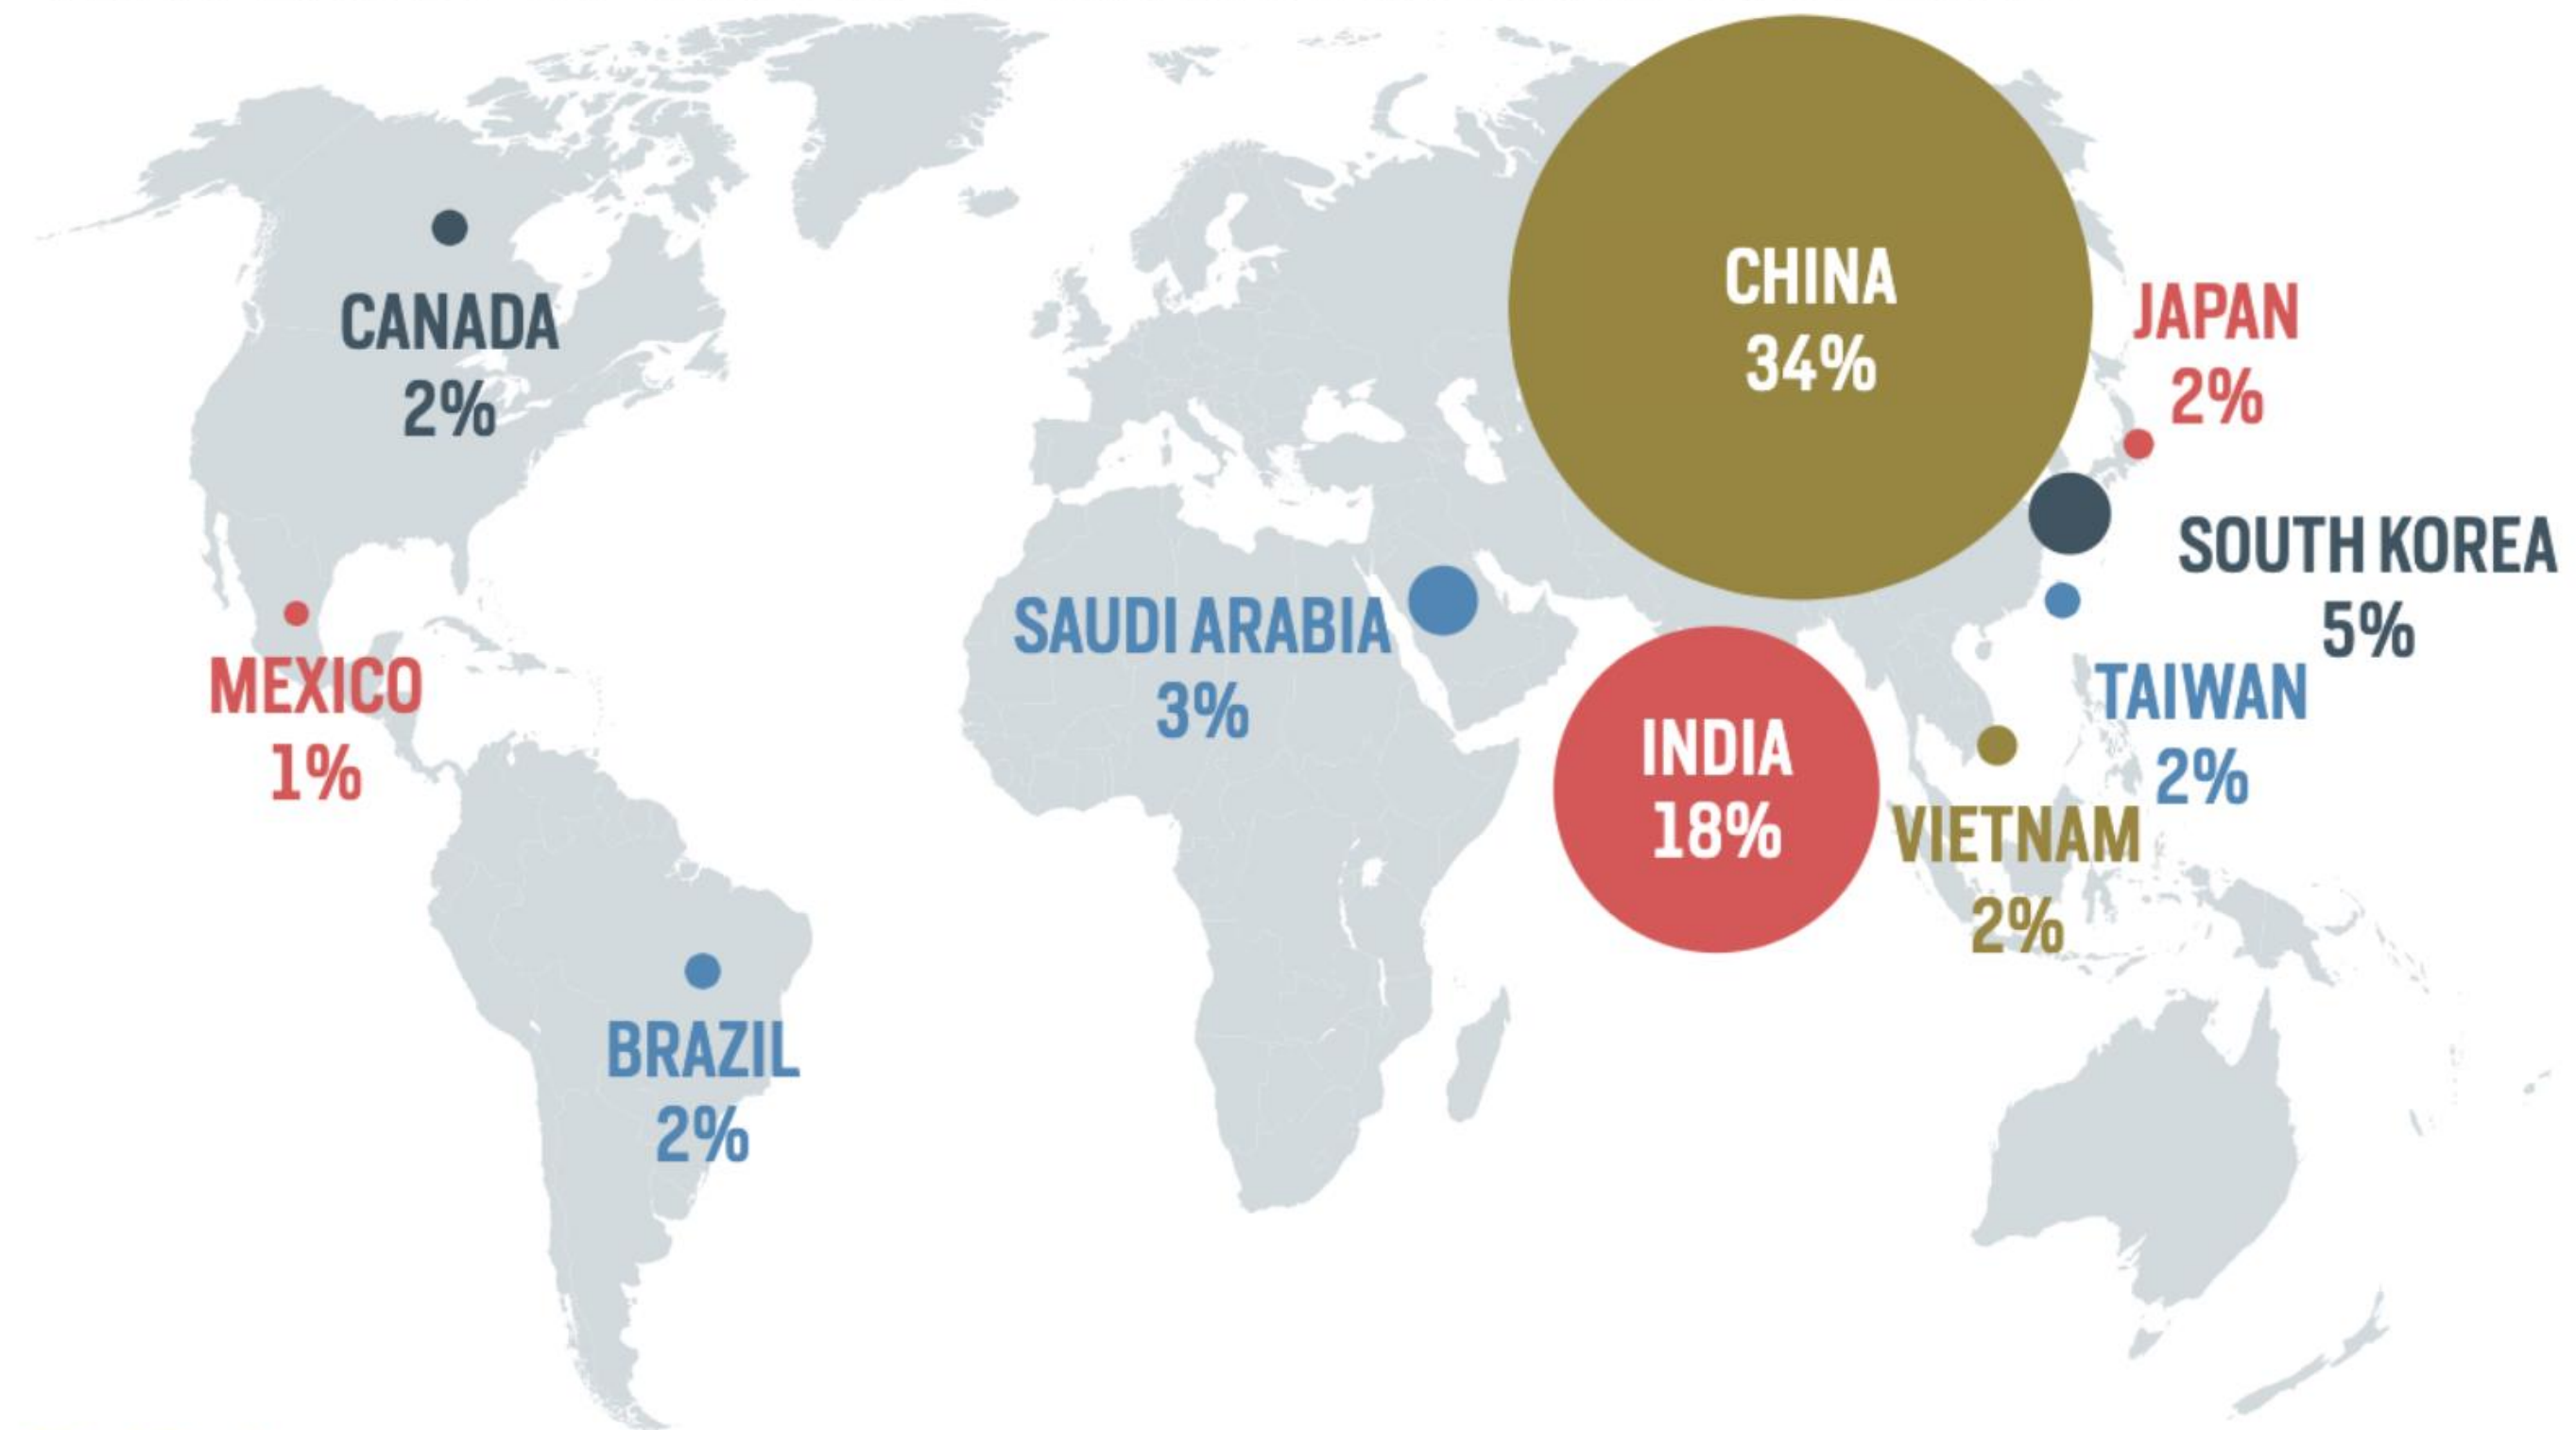 CANADA
2%
MEXICO
1%
BRAZIL
2%
SAUDI ARABIA
3%
CHINA
34%
INDIA
18%
JAPAN
2%
SOUTH KOREA
5%
TAIWAN
2%
VIETNAM
2%